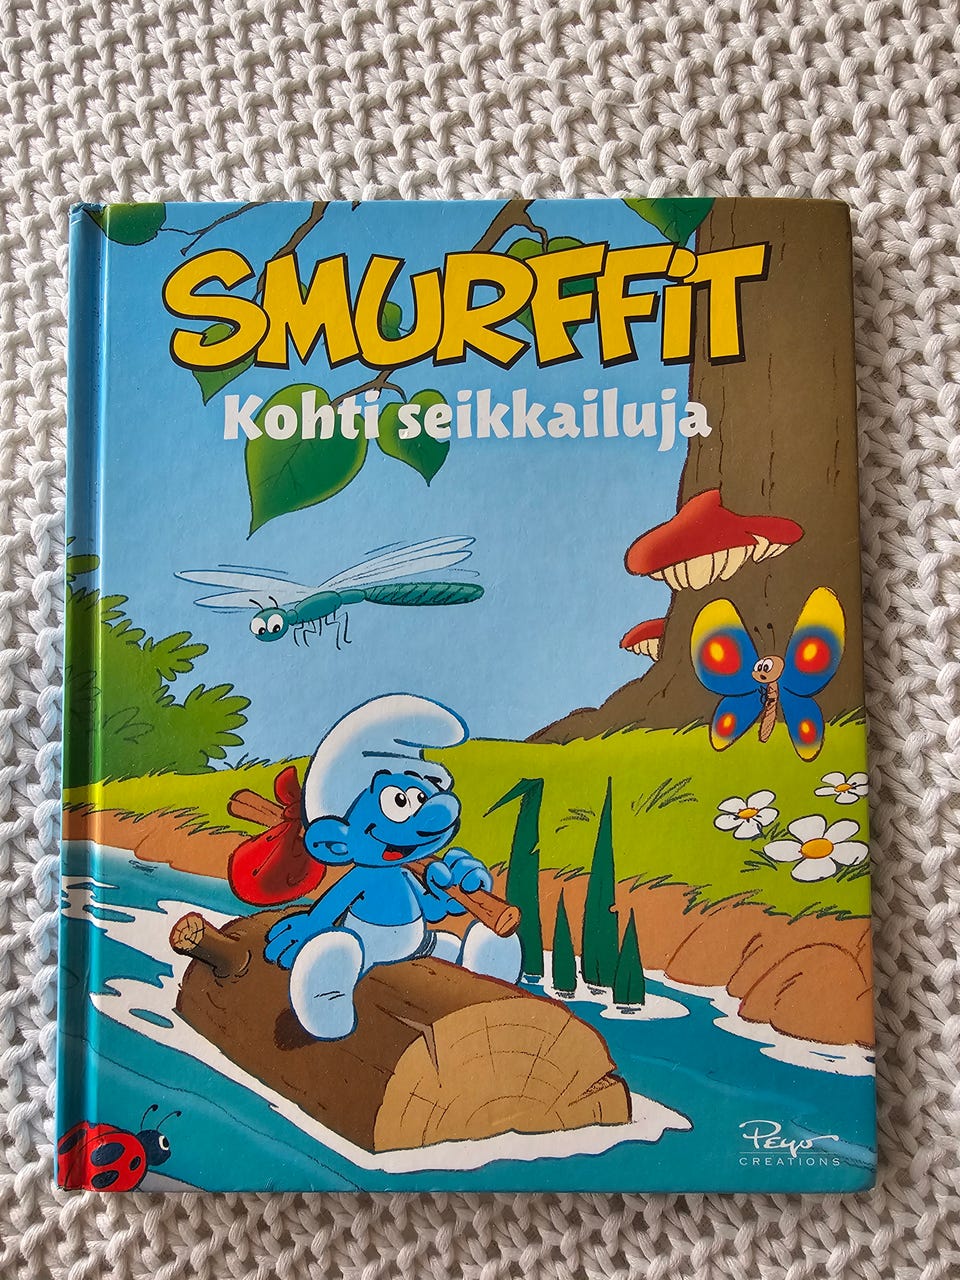 SMURFFiT
Kohti seikkailuja
Peyo
CREATIONS